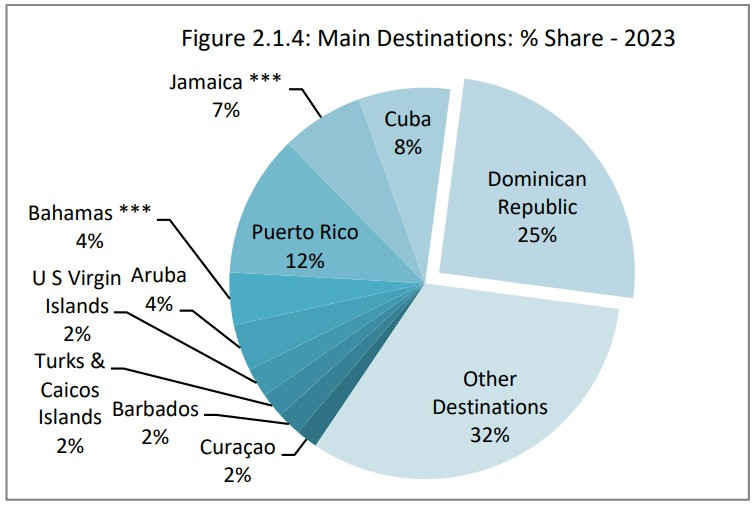 Figure 2.1.4: Main Destinations: % Share - 2023
Jamaica ***
7%
Cuba
8%
Dominican
Republic
25%
Bahamas ***
4%
Puerto Rico
12%
U S Virgin
Islands
2%
Aruba
4%
Turks &
Caicos
Islands
2%
Barbados
2%
Curaçao
2%
Other
Destinations
32%